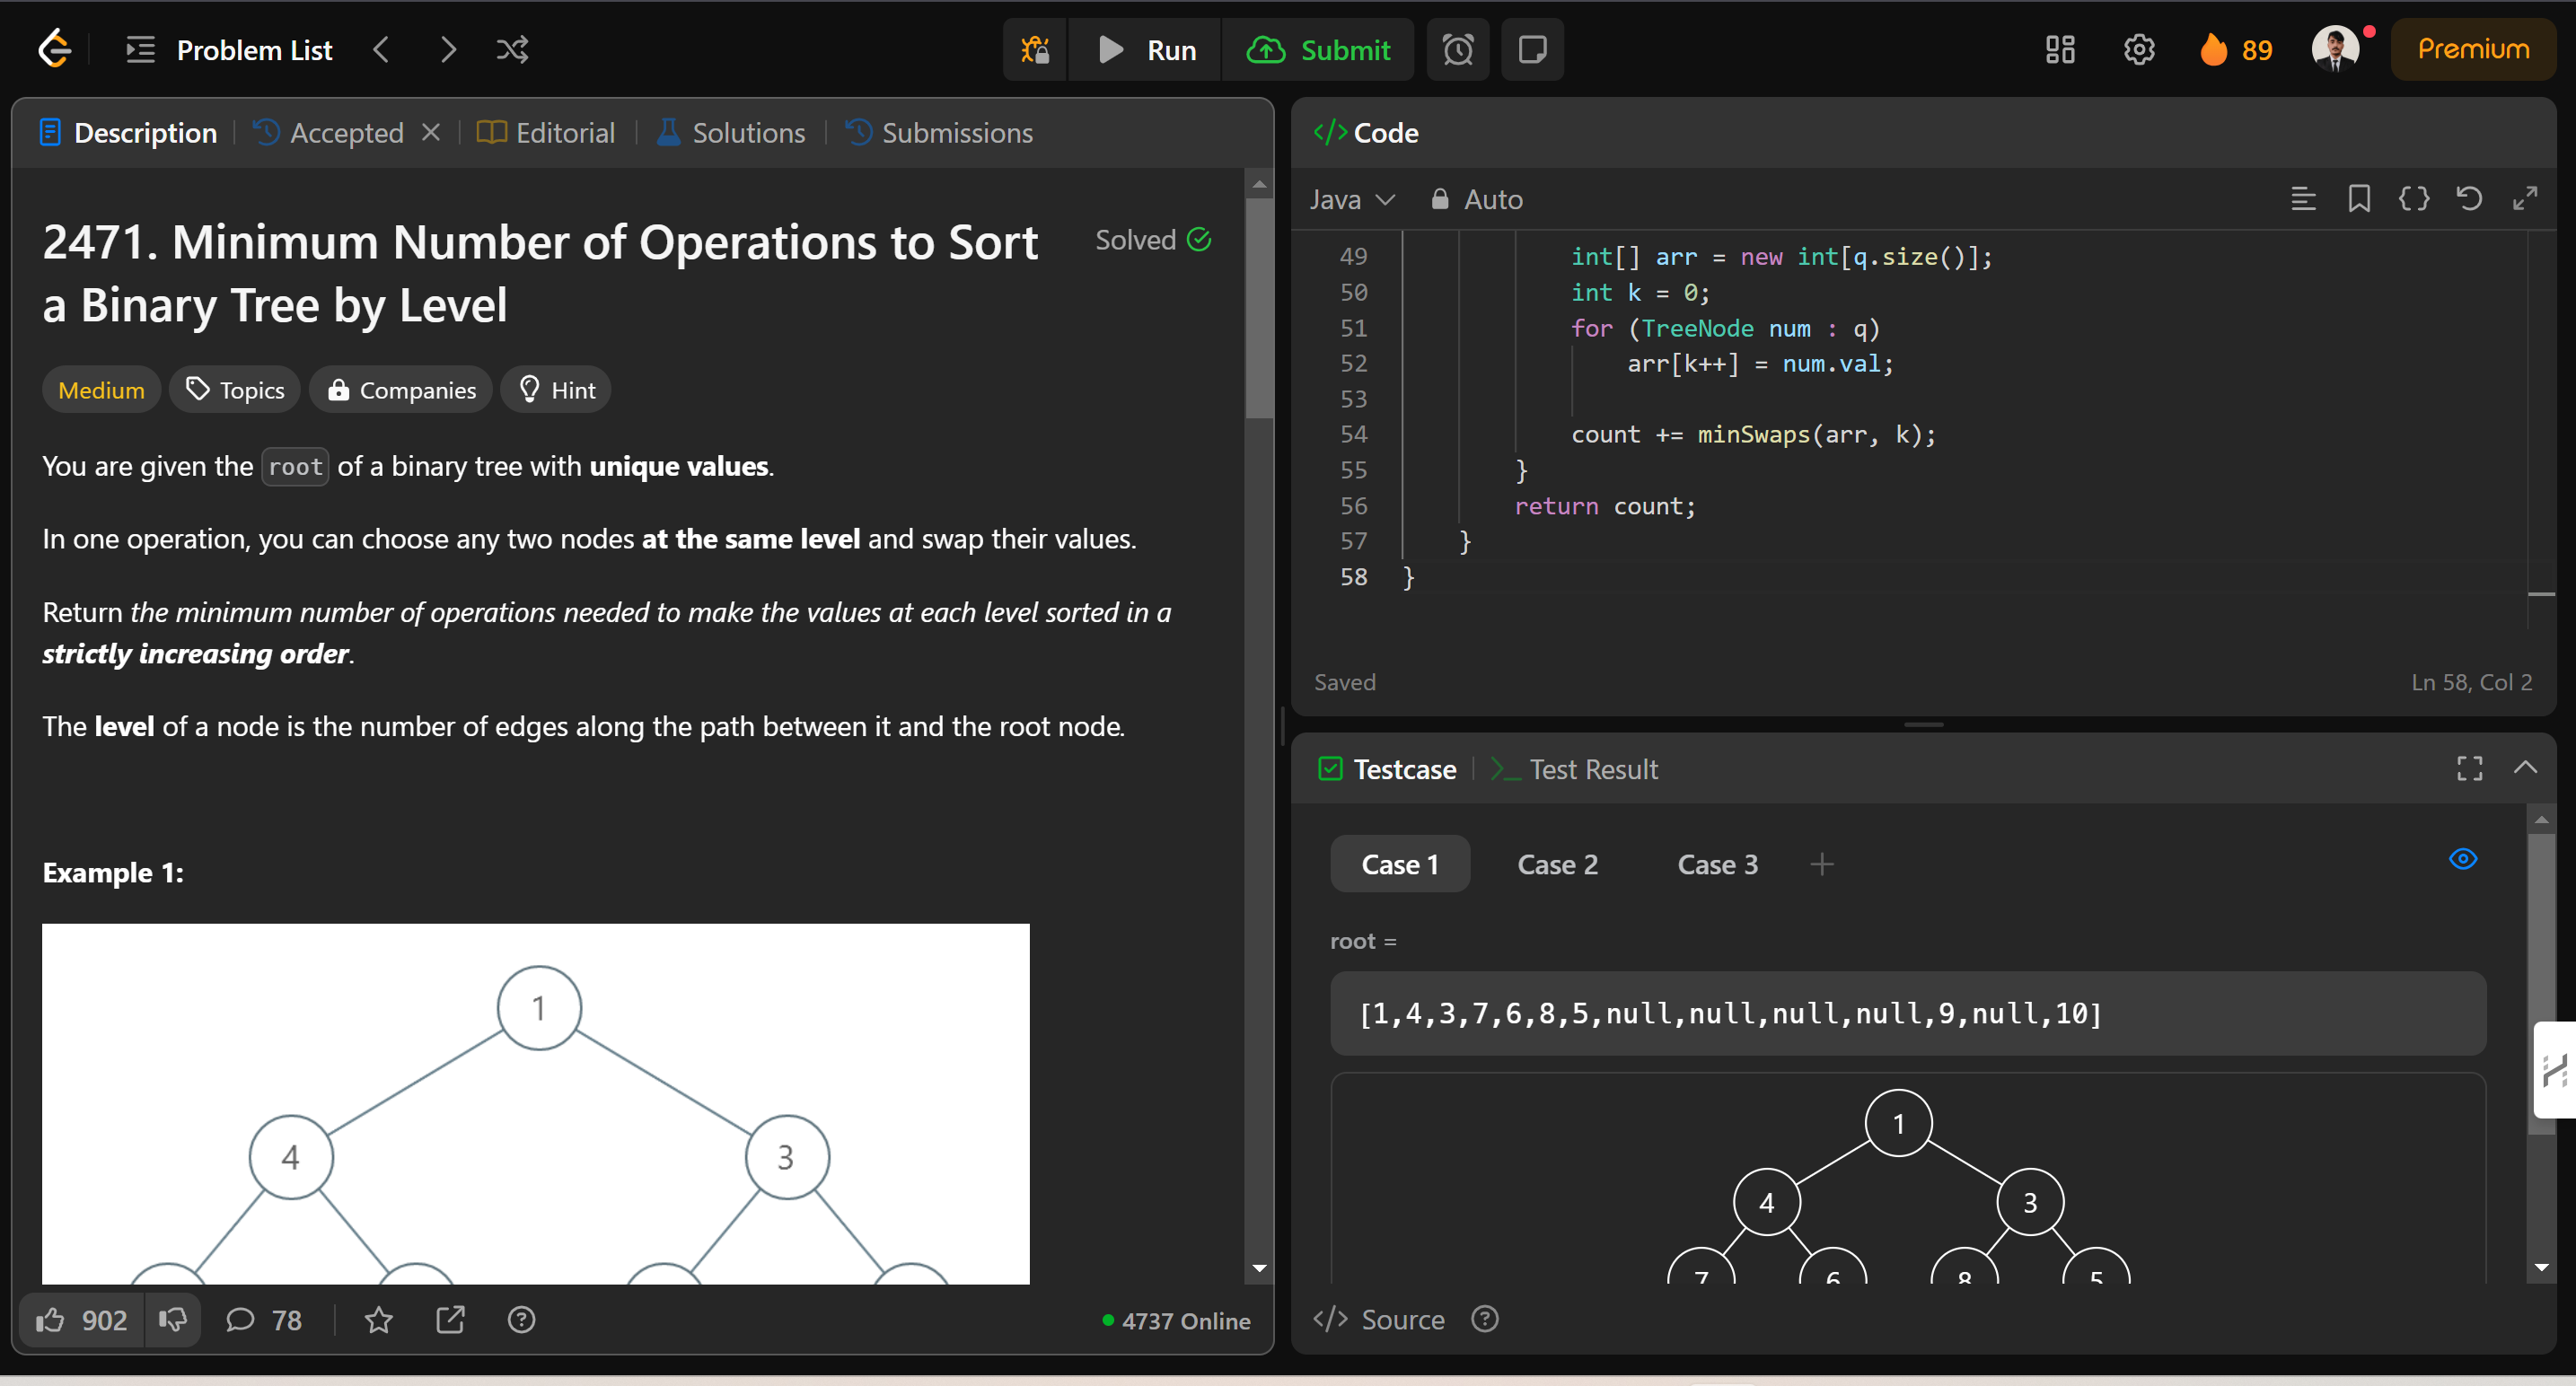 Problem List
Run
Submit
89
Premium
Description
Accepted
Editorial
Solutions
Submissions
2471. Minimum Number of Operations to Sort
a Binary Tree by Level
Solved
Medium
Topics
Companies
Hint
You are given the root of a binary tree with unique values.
In one operation, you can choose any two nodes at the same level and swap their values.
Return the minimum number of operations needed to make the values at each level sorted in a
strictly increasing order.
The level of a node is the number of edges along the path between it and the root node.
Example 1:
1
4
3
902
78
4737 Online
</> Code
Java
Auto
49 int[] arr = new int[q.size()];
50 int k = 0;
51 for (TreeNode num : q)
52 arr[k++] = num.val;
53
54 count += minSwaps(arr, k);
55 }
56 return count;
57 }
58 }
Saved
Ln 58, Col 2
Testcase
Test Result
Case 1
Case 2
Case 3
root =
[1,4,3,7,6,8,5,null,null,null,null,9,null,10]
1
4
3
7
6
8
5
</> Source